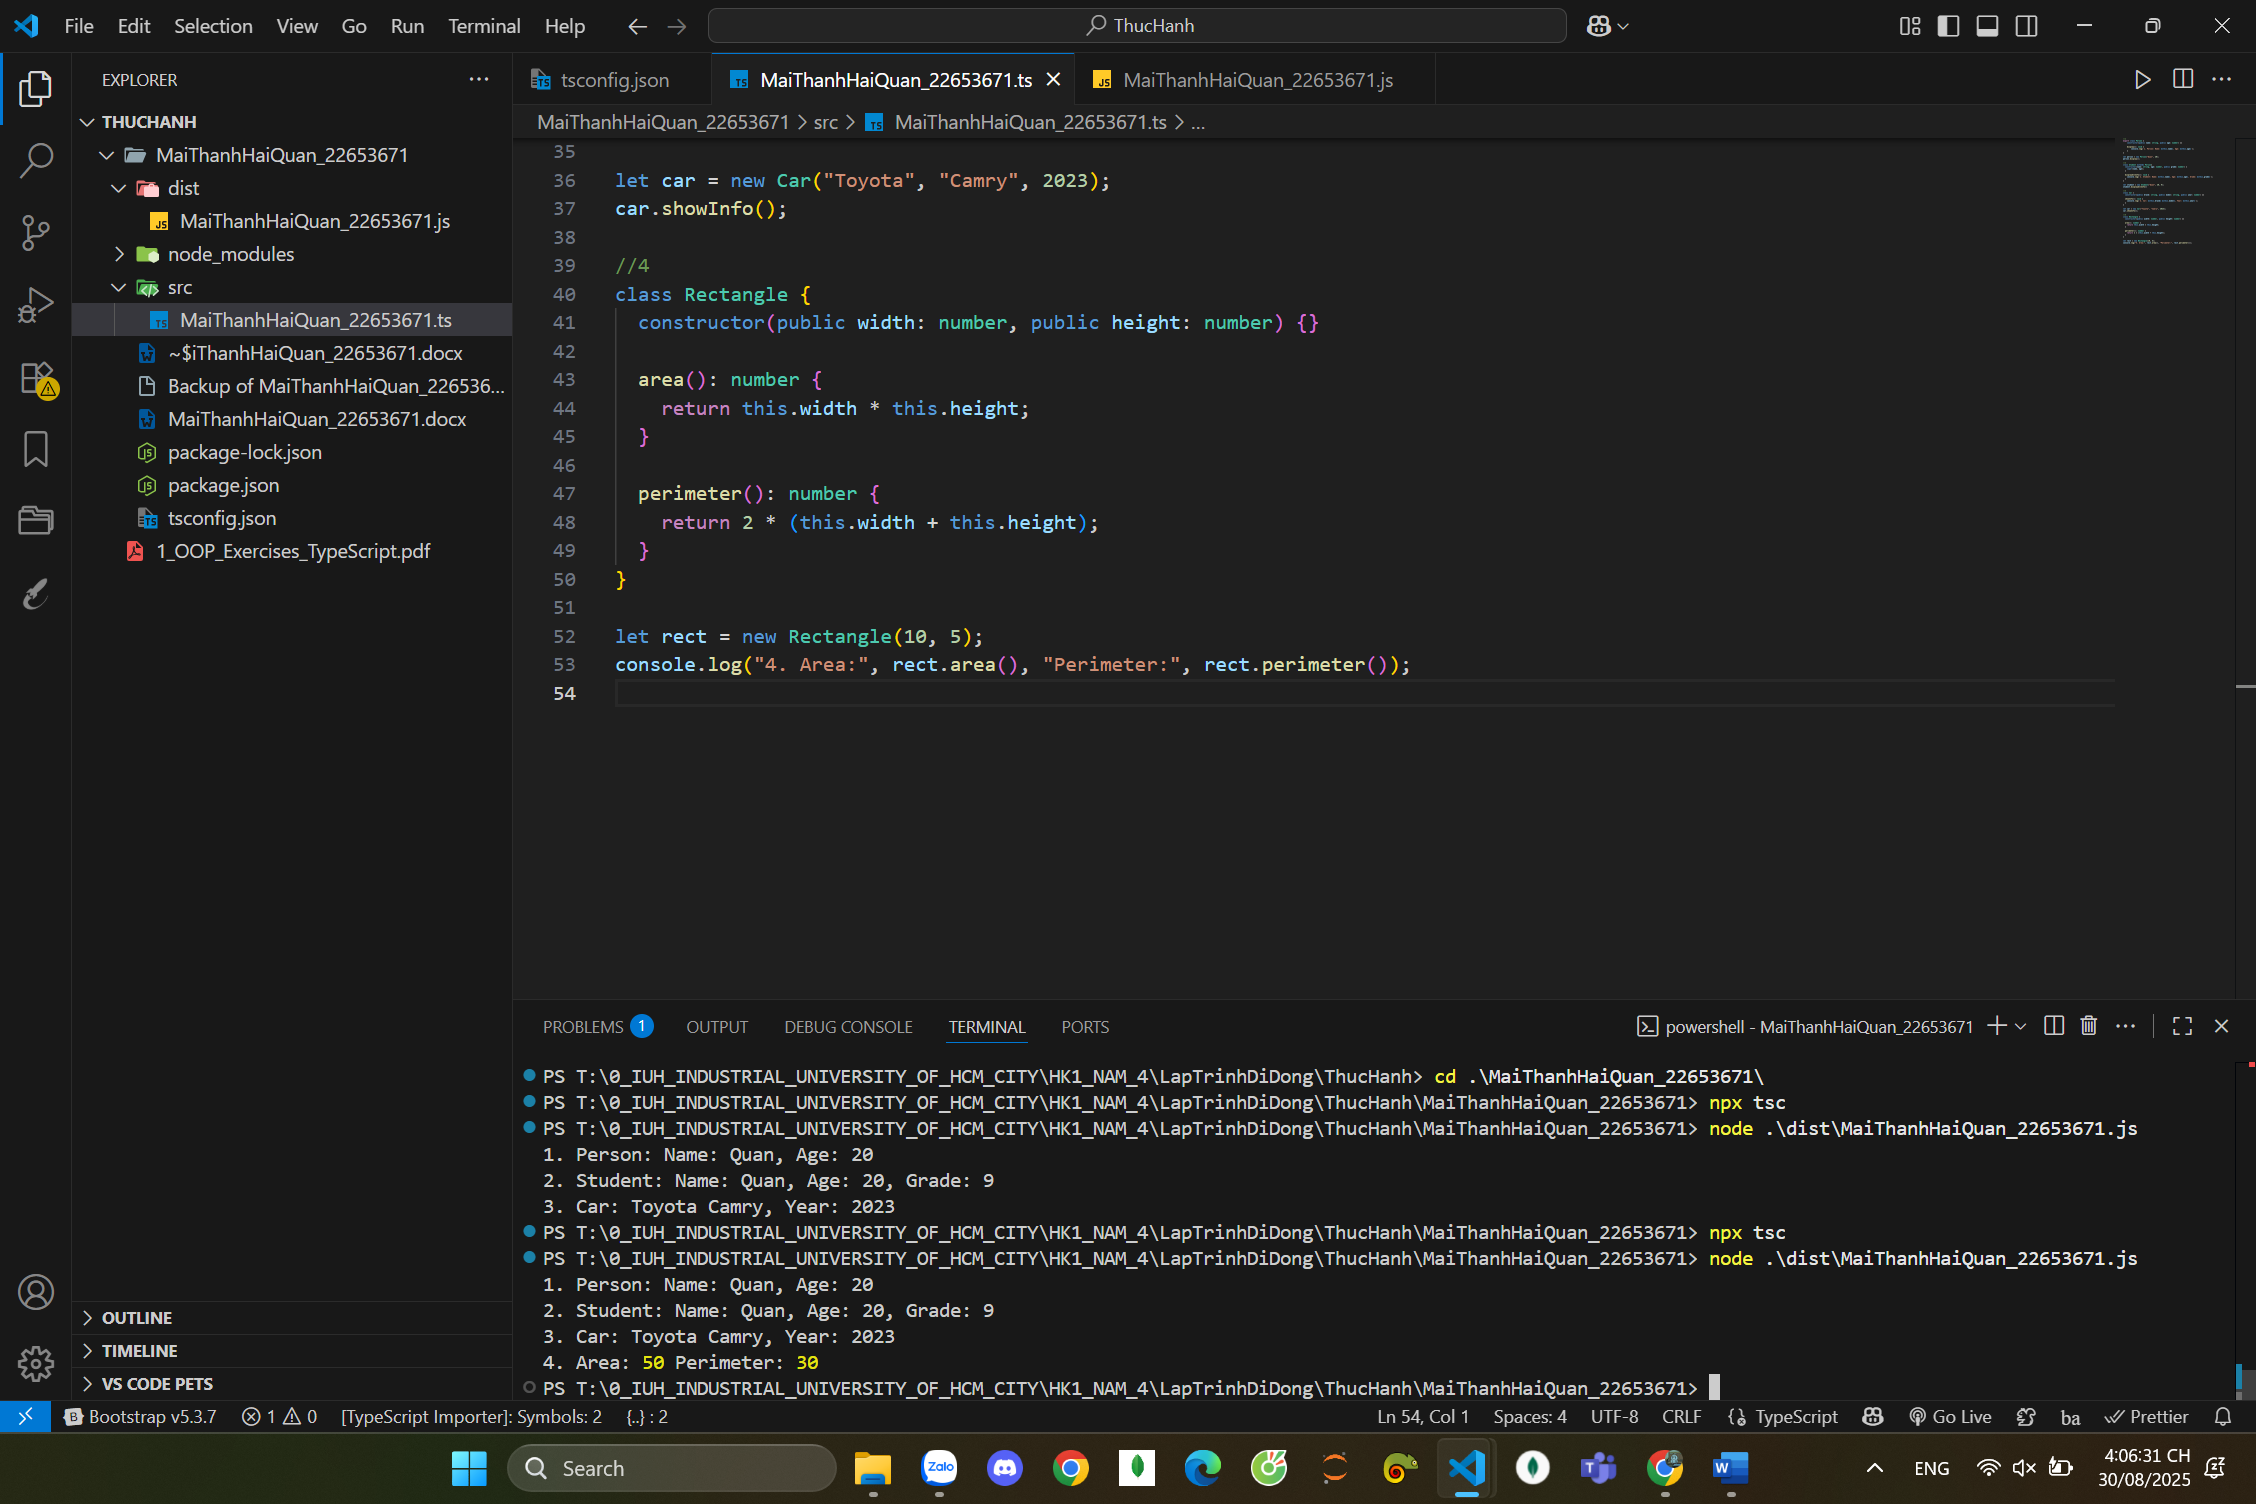 File Edit Selection View Go Run Terminal Help
ThucHanh
EXPLORER
THUCHANH
MaiThanhHaiQuan_22653671
dist
MaiThanhHaiQuan_22653671.js
node_modules
src
MaiThanhHaiQuan_22653671.ts
~$iThanhHaiQuan_22653671.docx
Backup of MaiThanhHaiQuan_226536...
MaiThanhHaiQuan_22653671.docx
package-lock.json
package.json
tsconfig.json
1_OOP_Exercises_TypeScript.pdf
OUTLINE
TIMELINE
VS CODE PETS
tsconfig.json MaiThanhHaiQuan_22653671.ts MaiThanhHaiQuan_22653671.js
MaiThanhHaiQuan_22653671 > src > MaiThanhHaiQuan_22653671.ts > ...
35
36 let car = new Car("Toyota", "Camry", 2023);
37 car.showInfo();
38
39 //4
40 class Rectangle {
41 constructor(public width: number, public height: number) {}
42
43 area(): number {
44 return this.width * this.height;
45 }
46
47 perimeter(): number {
48 return 2 * (this.width + this.height);
49 }
50 }
51
52 let rect = new Rectangle(10, 5);
53 console.log("4. Area:", rect.area(), "Perimeter:", rect.perimeter());
54
PROBLEMS 1 OUTPUT DEBUG CONSOLE TERMINAL PORTS
powershell - MaiThanhHaiQuan_22653671
PS T:\0_IUH_INDUSTRIAL_UNIVERSITY_OF_HCM_CITY\HK1_NAM_4\LapTrinhDiDong\ThucHanh> cd .\MaiThanhHaiQuan_22653671\
PS T:\0_IUH_INDUSTRIAL_UNIVERSITY_OF_HCM_CITY\HK1_NAM_4\LapTrinhDiDong\ThucHanh\MaiThanhHaiQuan_22653671> npx tsc
PS T:\0_IUH_INDUSTRIAL_UNIVERSITY_OF_HCM_CITY\HK1_NAM_4\LapTrinhDiDong\ThucHanh\MaiThanhHaiQuan_22653671> node .\dist\MaiThanhHaiQuan_22653671.js
1. Person: Name: Quan, Age: 20
2. Student: Name: Quan, Age: 20, Grade: 9
3. Car: Toyota Camry, Year: 2023
PS T:\0_IUH_INDUSTRIAL_UNIVERSITY_OF_HCM_CITY\HK1_NAM_4\LapTrinhDiDong\ThucHanh\MaiThanhHaiQuan_22653671> npx tsc
PS T:\0_IUH_INDUSTRIAL_UNIVERSITY_OF_HCM_CITY\HK1_NAM_4\LapTrinhDiDong\ThucHanh\MaiThanhHaiQuan_22653671> node .\dist\MaiThanhHaiQuan_22653671.js
1. Person: Name: Quan, Age: 20
2. Student: Name: Quan, Age: 20, Grade: 9
3. Car: Toyota Camry, Year: 2023
4. Area: 50 Perimeter: 30
PS T:\0_IUH_INDUSTRIAL_UNIVERSITY_OF_HCM_CITY\HK1_NAM_4\LapTrinhDiDong\ThucHanh\MaiThanhHaiQuan_22653671>
Bootstrap v5.3.7 1 0 [TypeScript Importer]: Symbols: 2 {..} : 2 Ln 54, Col 1 Spaces: 4 UTF-8 CRLF TypeScript Go Live ba Prettier
Search Zalo ENG 4:06:31 CH
30/08/2025